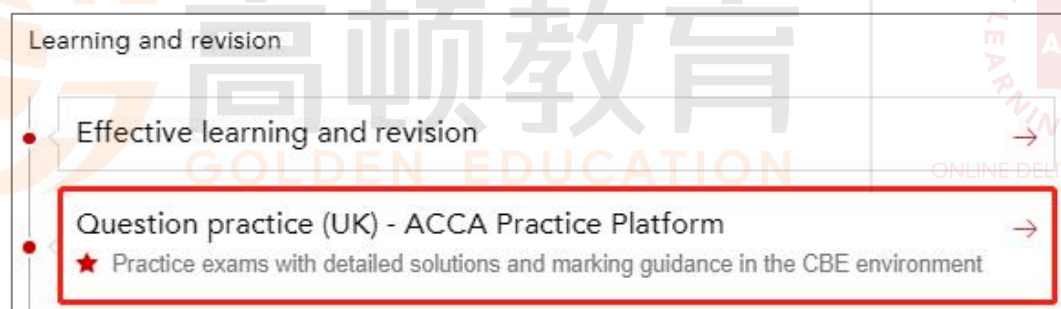 Learning and revision
高顿教育
Effective learning and revision
→
GOLDEN EDUCATION
ONLINE DEL
LEARNIN
A
Question practice (UK) - ACCA Practice Platform
→
★ Practice exams with detailed solutions and marking guidance in the CBE environment